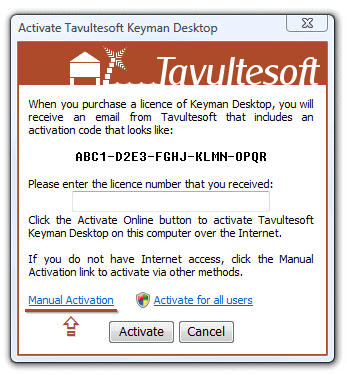 Activate Tavultesoft Keyman Desktop
Tavultesoft
When you purchase a licence of Keyman Desktop, you will
receive an email from Tavultesoft that includes an
activation code that looks like:
ABC1-D2E3-FGHJ-KLMN-OPQR
Please enter the licence number that you received:
Click the Activate Online button to activate Tavultesoft
Keyman Desktop on this computer over the Internet.
If you do not have Internet access, click the Manual
Activation link to activate via other methods.
Manual Activation
Activate for all users
Activate
Cancel